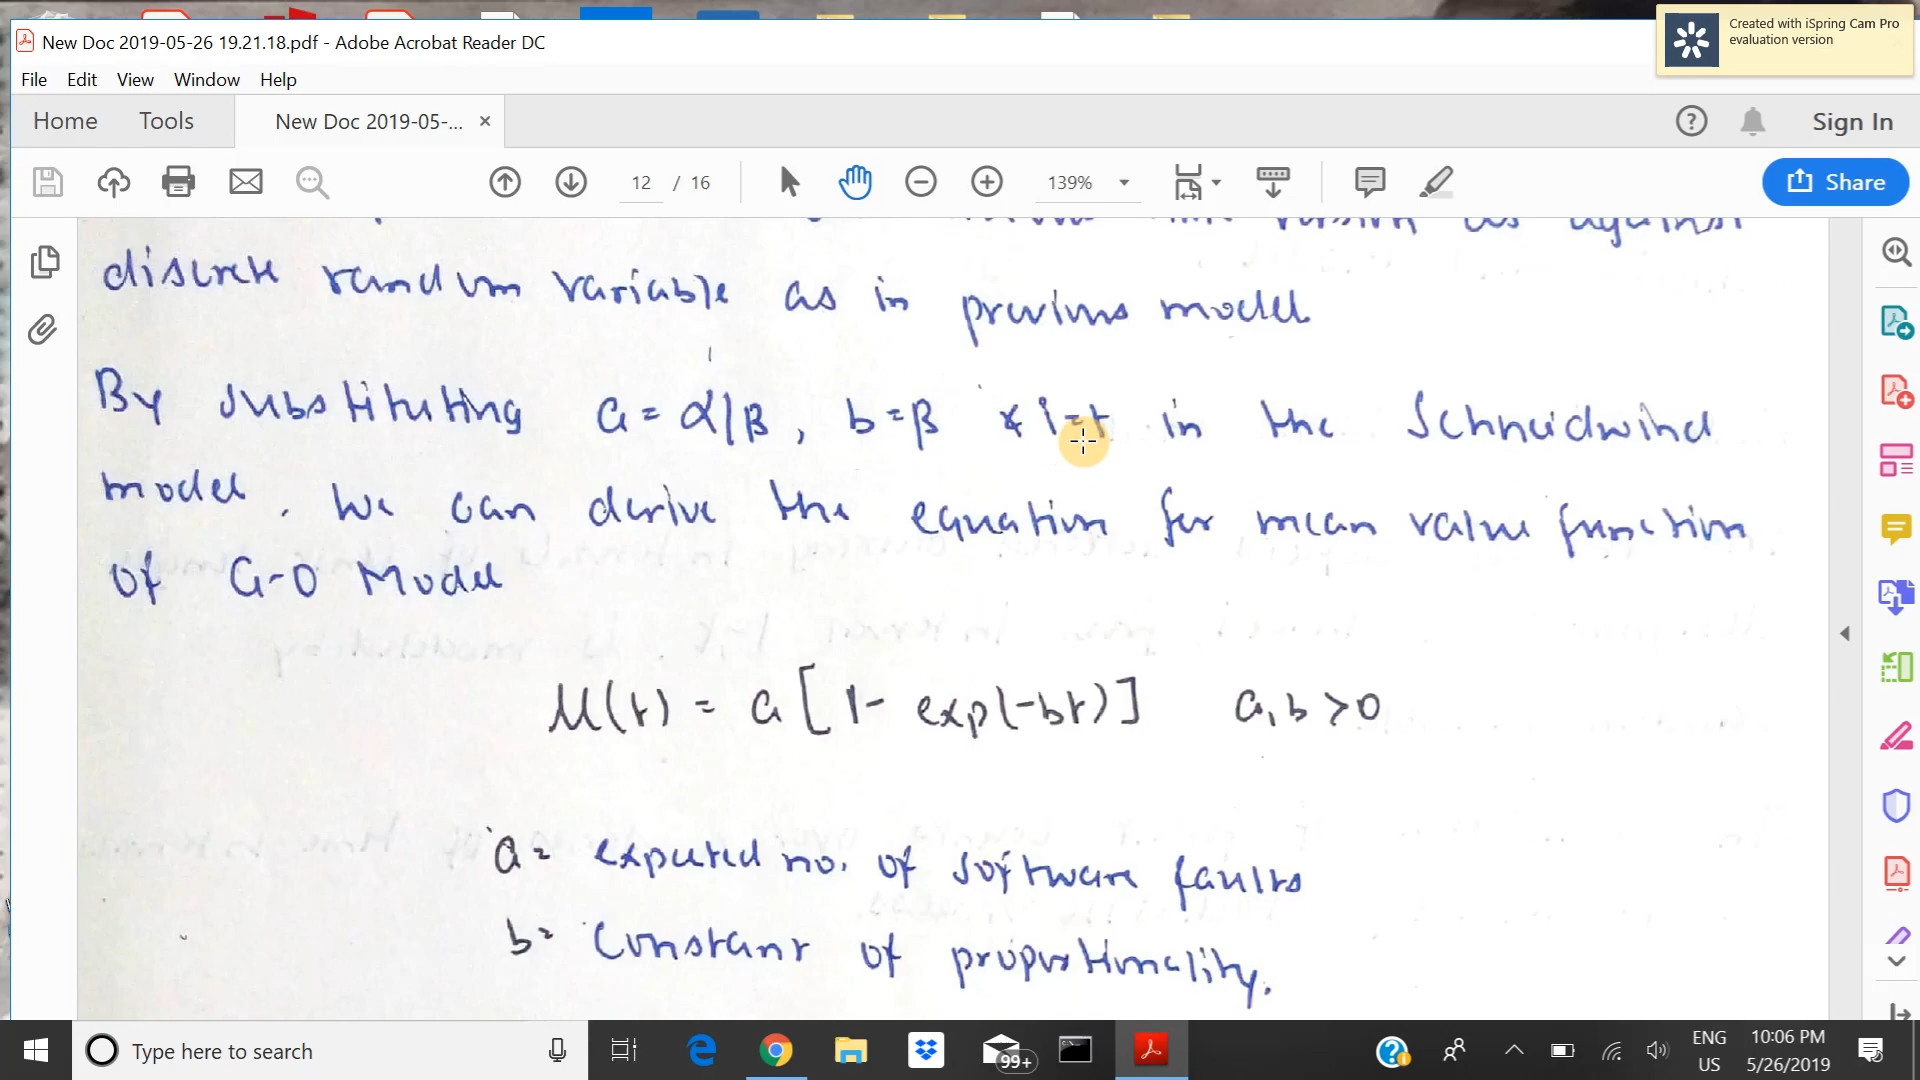 Created with iSpring Cam Pro
evaluation version
New Doc 2019-05-26 19.21.18.pdf - Adobe Acrobat Reader DC
File Edit View Window Help
Home Tools New Doc 2019-05-... × Sign In
12 / 16 139% Share
version as against
discrete random variable as in previous model
By substituting a = α/β, b = β & i=t in the Schneidwind
model. We can derive the equation for mean value function
of G-O Model
μ(t) = a [1- exp(-bt)] a,b >0
a = expected no. of software faults
b = constant of proportionality.
Type here to search
99+
ENG 10:06 PM
US 5/26/2019